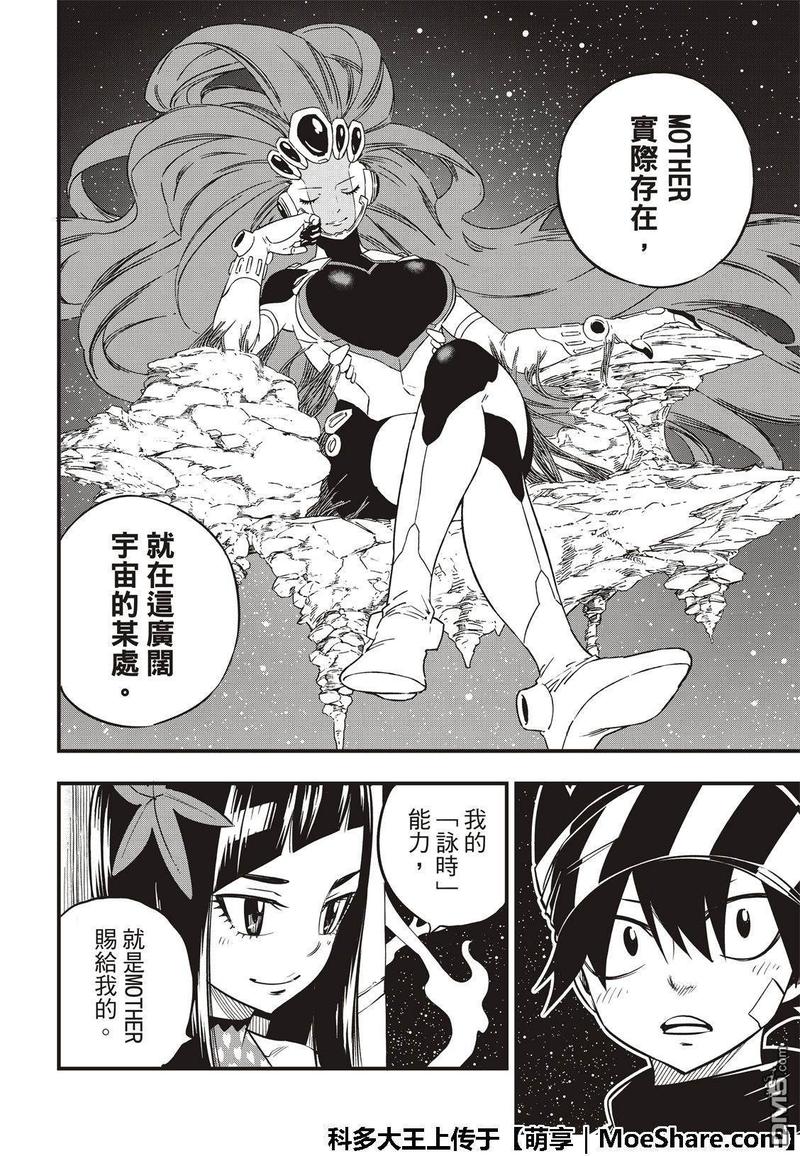 MOTHER
實際存在，
就在這廣闊
宇宙的某處。
我的
「詠時」
能力，
就是MOTHER
賜給我的。
科多大王上传于【萌享｜MoeShare.com】